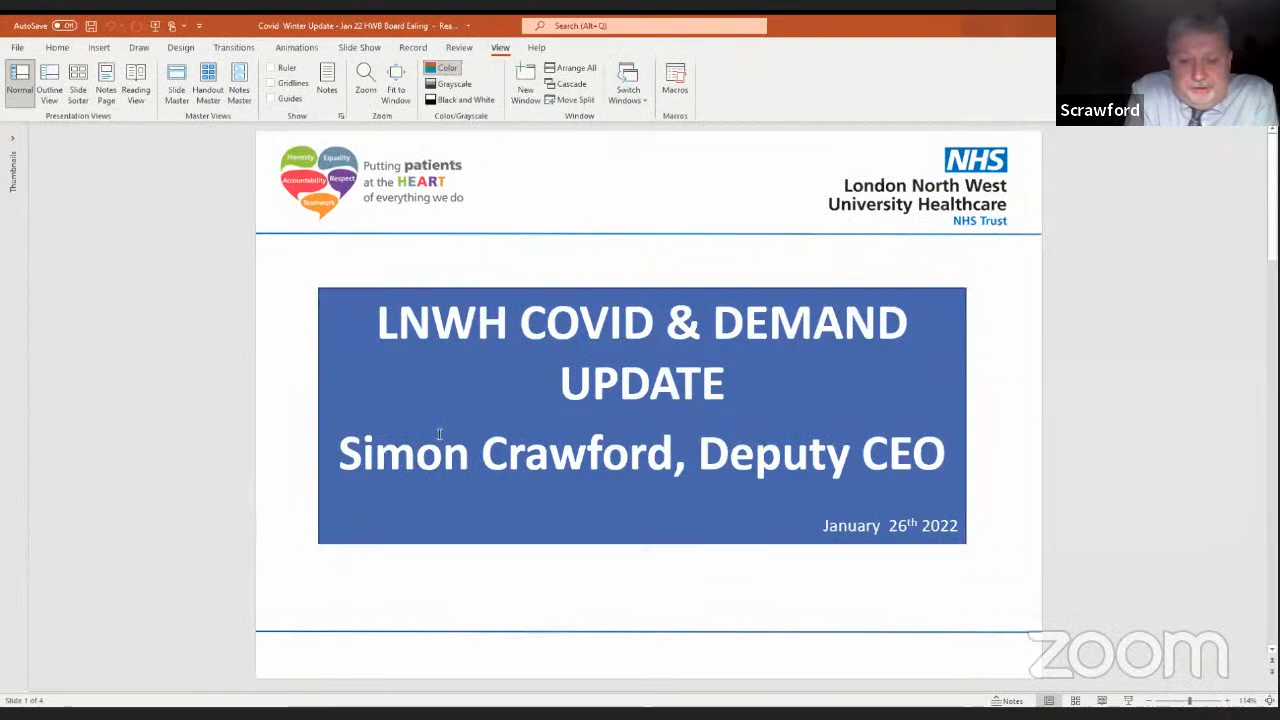 AutoSave Off
Covid Winter Update - Jan 22 HWB Board Ealing - Rea...
Search (Alt+Q)
File Home Insert Draw Design Transitions Animations Slide Show Record Review View Help
Normal
Outline View
Slide Sorter
Notes Page
Reading View
Presentation Views
Slide Master
Handout Master
Notes Master
Master Views
Ruler
Gridlines
Guides
Show
Notes
Zoom
Fit to Window
Zoom
Color
Grayscale
Black and White
Color/Grayscale
New Window
Arrange All
Cascade
Move Split
Window
Switch Windows
Macros
Macros
Scrawford
Thumbnails
Honesty
Equality
Accountability
Respect
Teamwork
Putting patients
at the HEART
of everything we do
NHS
London North West
University Healthcare
NHS Trust
LNWH COVID & DEMAND
UPDATE
Simon Crawford, Deputy CEO
January 26th 2022
zoom
Slide 1 of 4
Notes
114%